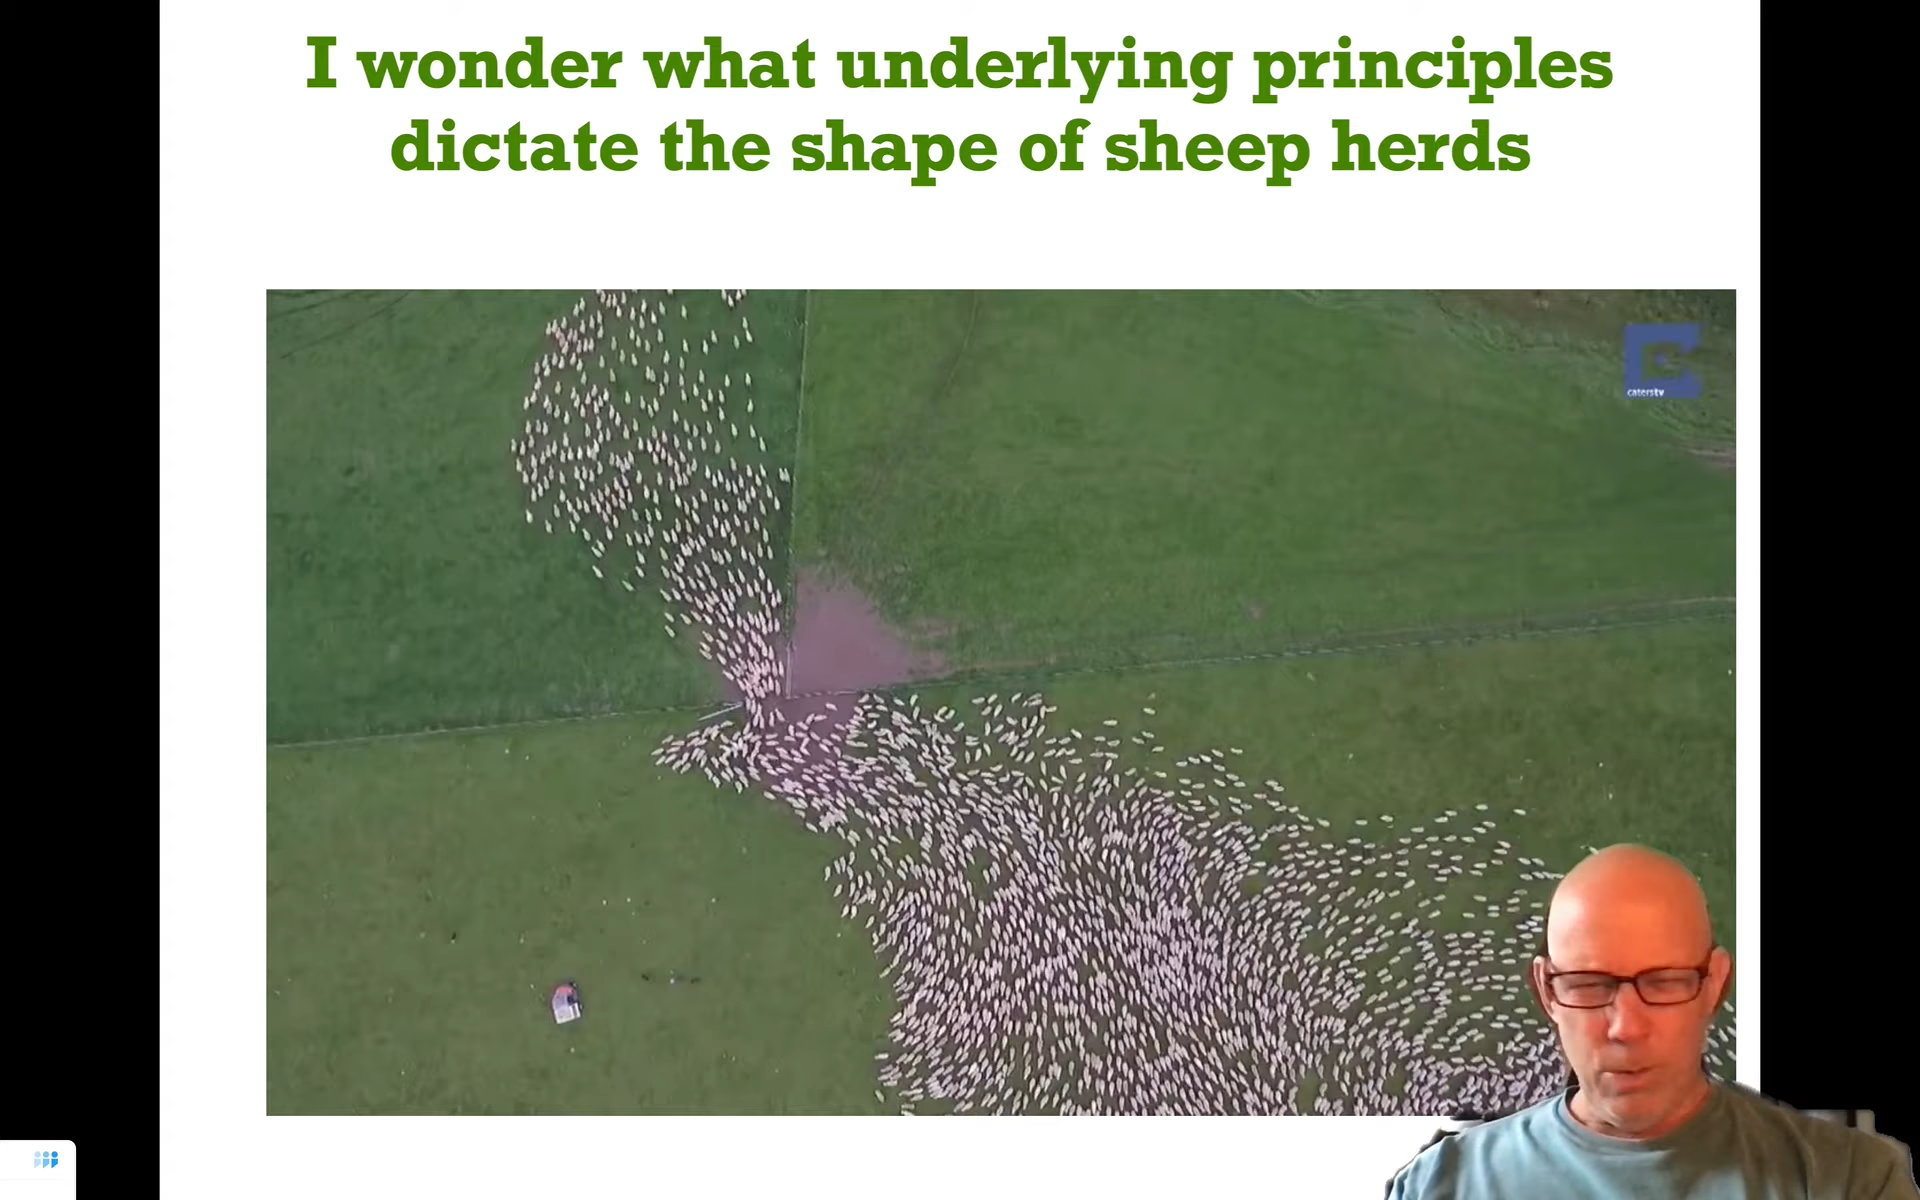 I wonder what underlying principles
dictate the shape of sheep herds
caterstv